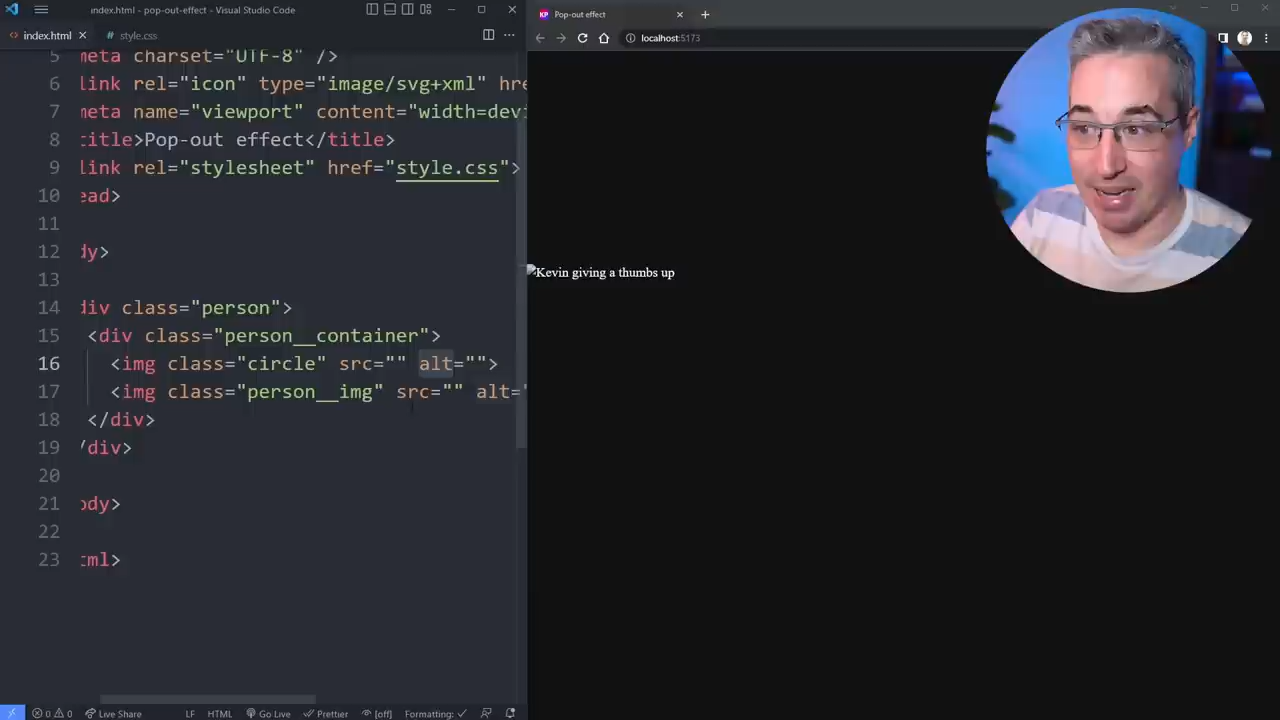 index.html - pop-out-effect - Visual Studio Code
index.html
style.css
5 meta charset="UTF-8" />
6 link rel="icon" type="image/svg+xml" hre
7 meta name="viewport" content="width=devi
8 title>Pop-out effect</title>
9 link rel="stylesheet" href="style.css">
10 ead>
11
12 dy>
13
14 div class="person">
15 <div class="person__container">
16 <img class="circle" src="" alt="">
17 <img class="person__img" src="" alt="
18 </div>
19 /div>
20
21 ody>
22
23 tml>
0 0 Live Share LF HTML Go Live Prettier [off] Formatting:
KP Pop-out effect
localhost:5173
Kevin giving a thumbs up